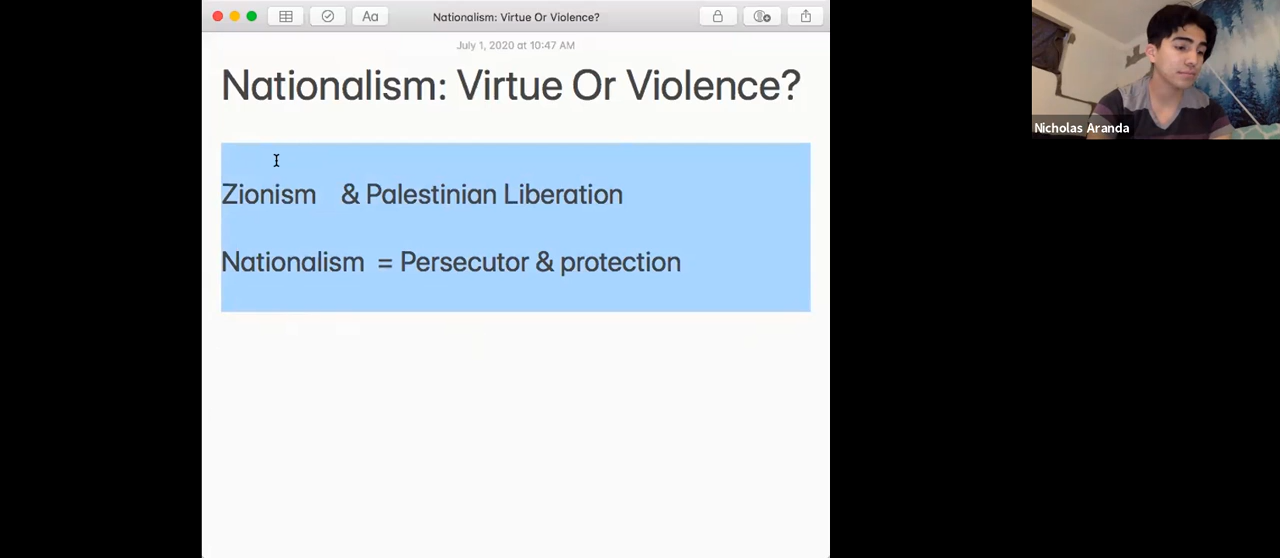 Aa
Nationalism: Virtue Or Violence?
July 1, 2020 at 10:47 AM
Nationalism: Virtue Or Violence?
Zionism & Palestinian Liberation
Nationalism = Persecutor & protection
Nicholas Aranda